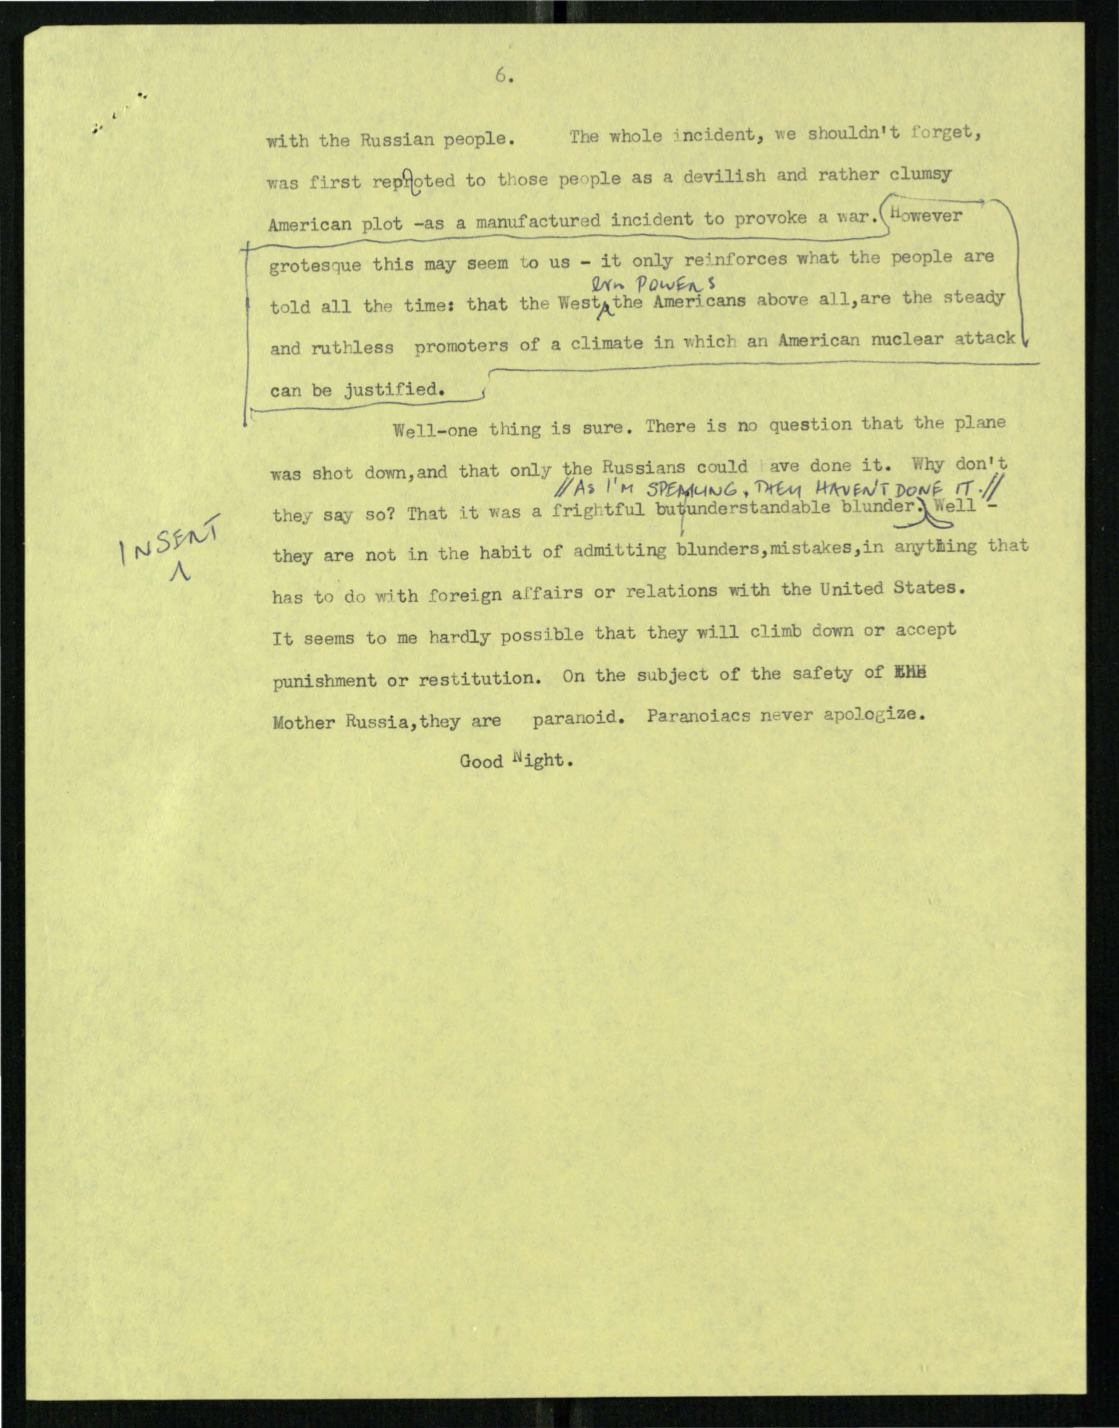 6.
with the Russian people. The whole incident, we shouldn't forget,
was first reproted to those people as a devilish and rather clumsy
American plot -as a manufactured incident to provoke a war. However
grotesque this may seem to us - it only reinforces what the people are
ern POWERS
told all the time: that the West the Americans above all,are the steady
and ruthless promoters of a climate in which an American nuclear attack
can be justified.
Well-one thing is sure. There is no question that the plane
was shot down,and that only the Russians could ave done it. Why don't
// AS I'M SPEAKING, THEY HAVEN'T DONE IT. //
they say so? That it was a frightful but understandable blunder. Well -
INSERT
they are not in the habit of admitting blunders,mistakes,in anything that
has to do with foreign affairs or relations with the United States.
It seems to me hardly possible that they will climb down or accept
punishment or restitution. On the subject of the safety of
Mother Russia,they are paranoid. Paranoiacs never apologize.
Good Night.